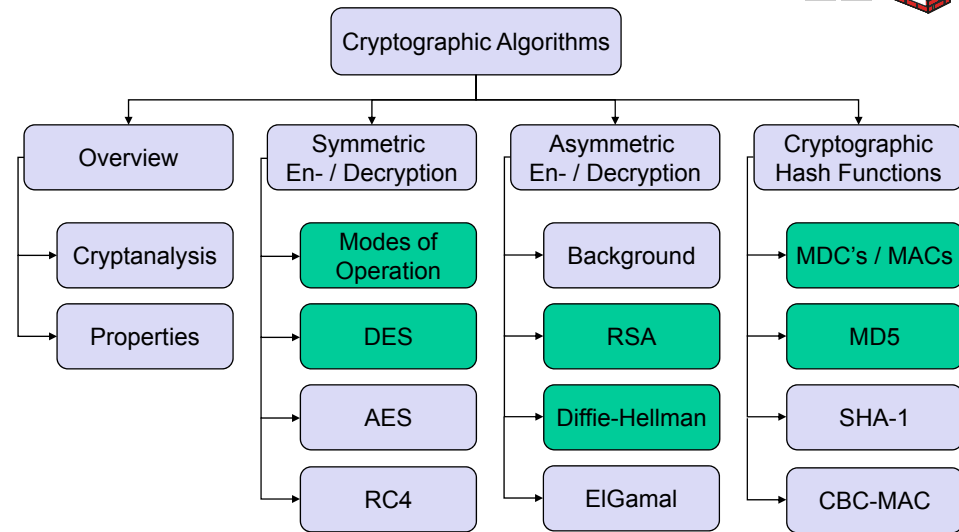 Cryptographic Algorithms
Overview
Symmetric
En- / Decryption
Asymmetric
En- / Decryption
Cryptographic
Hash Functions
Cryptanalysis
Modes of
Operation
Background
MDC's / MACs
Properties
DES
RSA
MD5
AES
Diffie-Hellman
SHA-1
RC4
ElGamal
CBC-MAC